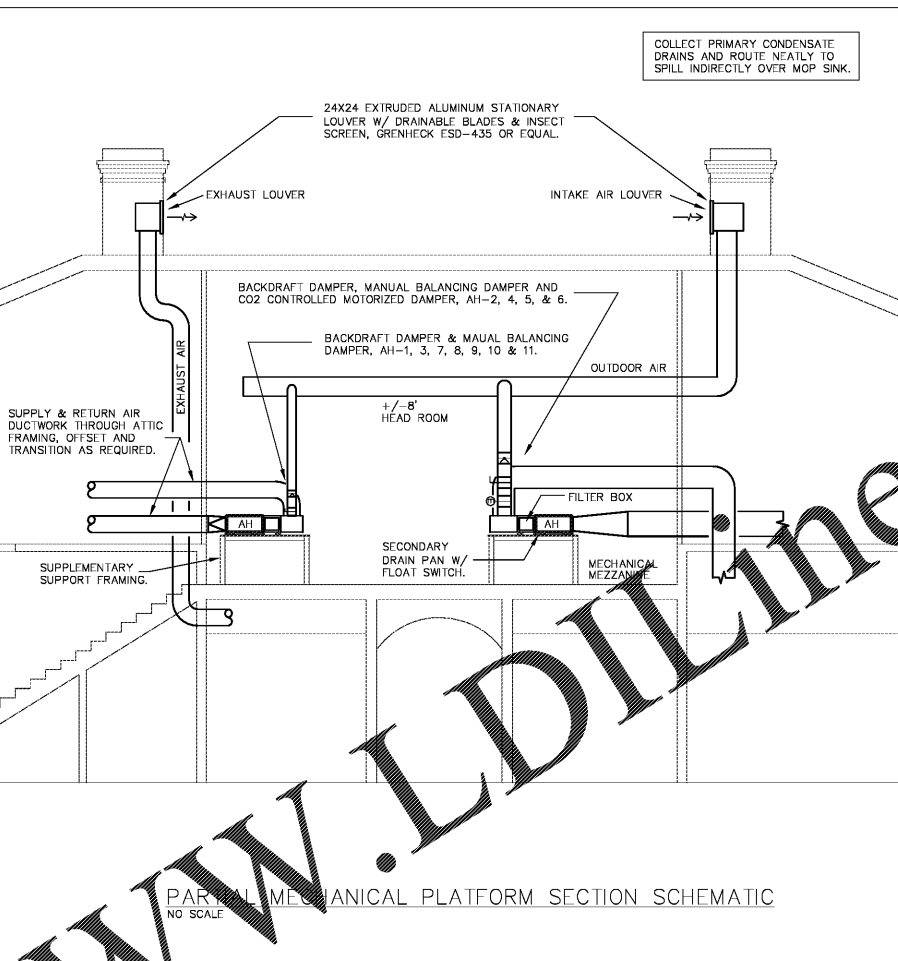 COLLECT PRIMARY CONDENSATE
DRAINS AND ROUTE NEATLY TO
SPILL INDIRECTLY OVER MOP SINK.
24X24 EXTRUDED ALUMINUM STATIONARY
LOUVER W/ DRAINABLE BLADES & INSECT
SCREEN, GRENHECK ESD-435 OR EQUAL.
EXHAUST LOUVER
INTAKE AIR LOUVER
BACKDRAFT DAMPER, MANUAL BALANCING DAMPER AND
CO2 CONTROLLED MOTORIZED DAMPER, AH-2, 4, 5, & 6.
BACKDRAFT DAMPER & MAUAL BALANCING
DAMPER, AH-1, 3, 7, 8, 9, 10 & 11.
OUTDOOR AIR
EXHAUST AIR
+/-8'
HEAD ROOM
SUPPLY & RETURN AIR
DUCTWORK THROUGH ATTIC
FRAMING, OFFSET AND
TRANSITION AS REQUIRED.
FILTER BOX
AH
AH
SECONDARY
DRAIN PAN W/
FLOAT SWITCH.
SUPPLEMENTARY
SUPPORT FRAMING.
MECHANICAL
MEZZANINE
WWW.LDILine
PARTIAL MECHANICAL PLATFORM SECTION SCHEMATIC
NO SCALE